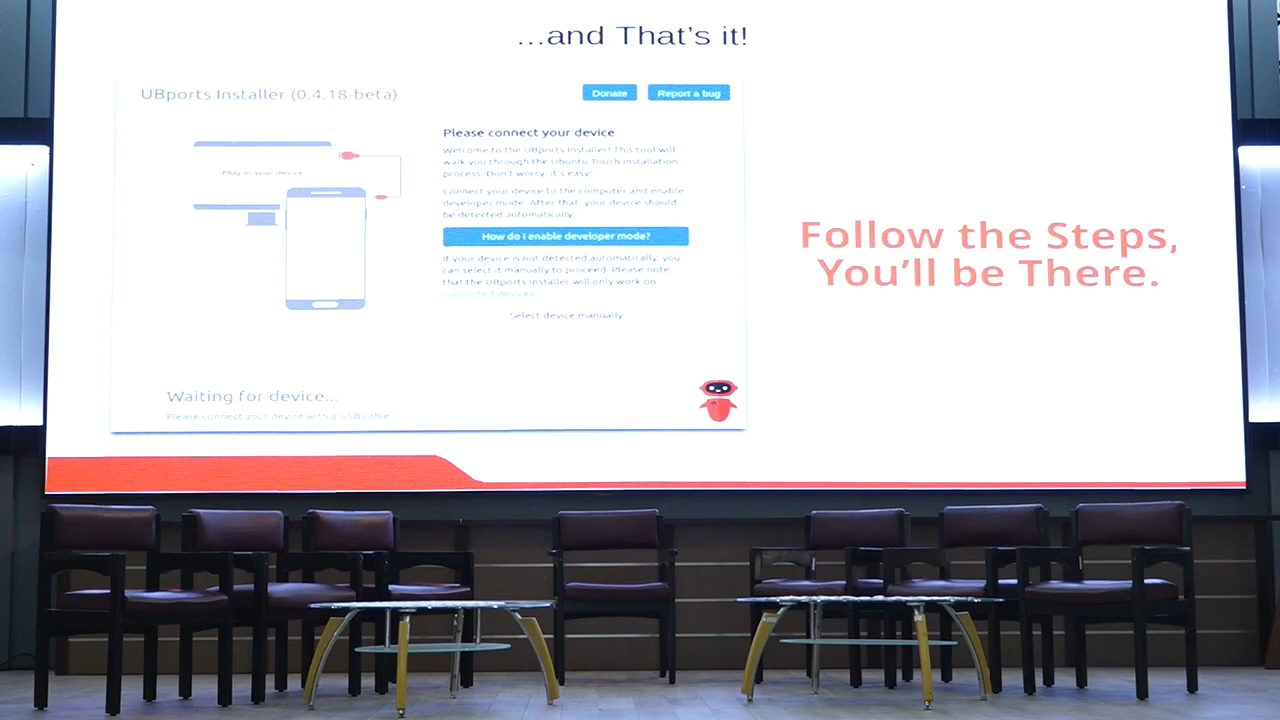 ...and That's it!
UBports Installer (0.4.18-beta)
Donate
Report a bug
Please connect your device
Welcome to the UBports Installer! This tool will
walk you through the Ubuntu Touch installation
process. Don't worry, it's easy!
Plug in your device
Connect your device to the computer and enable
developer mode. After that, your device should
be detected automatically.
How do I enable developer mode?
If your device is not detected automatically, you
can select it manually to proceed. Please note
that the UBports Installer will only work on
supported devices.
Select device manually
Waiting for device...
Please connect your device with a USB cable
Follow the Steps,
You'll be There.